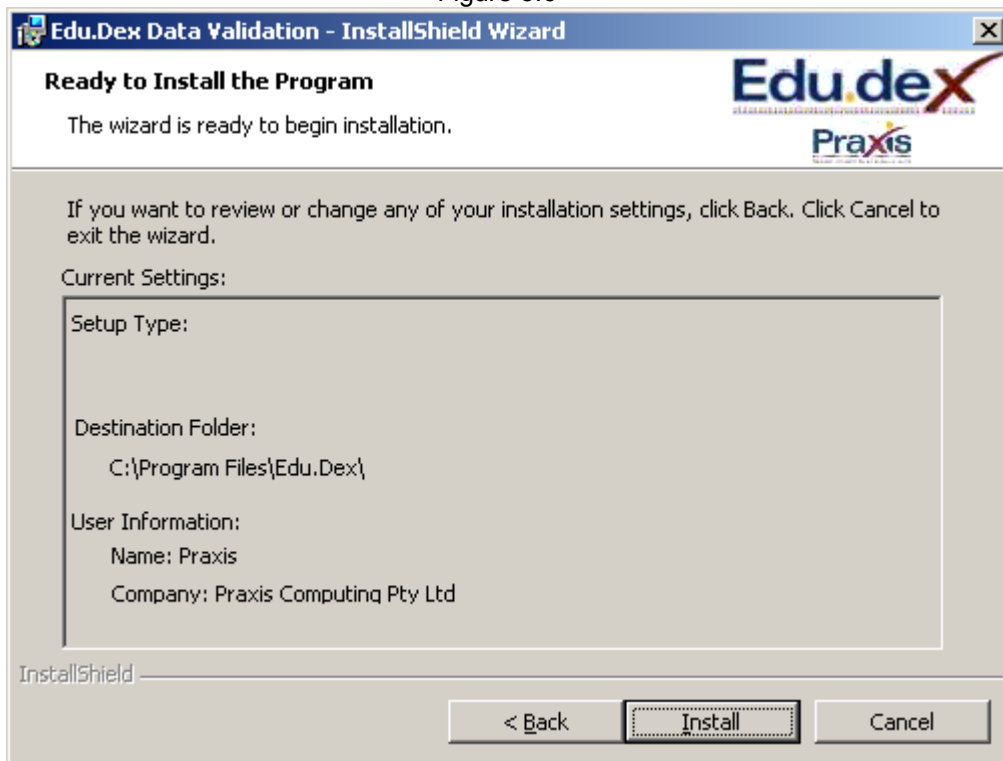 Edu.Dex Data Validation - InstallShield Wizard
Ready to Install the Program
The wizard is ready to begin installation.
Edu.dex
Praxis
If you want to review or change any of your installation settings, click Back. Click Cancel to
exit the wizard.
Current Settings:
Setup Type:
Destination Folder:
C:\Program Files\Edu.Dex\
User Information:
Name: Praxis
Company: Praxis Computing Pty Ltd
InstallShield
< Back
Install
Cancel